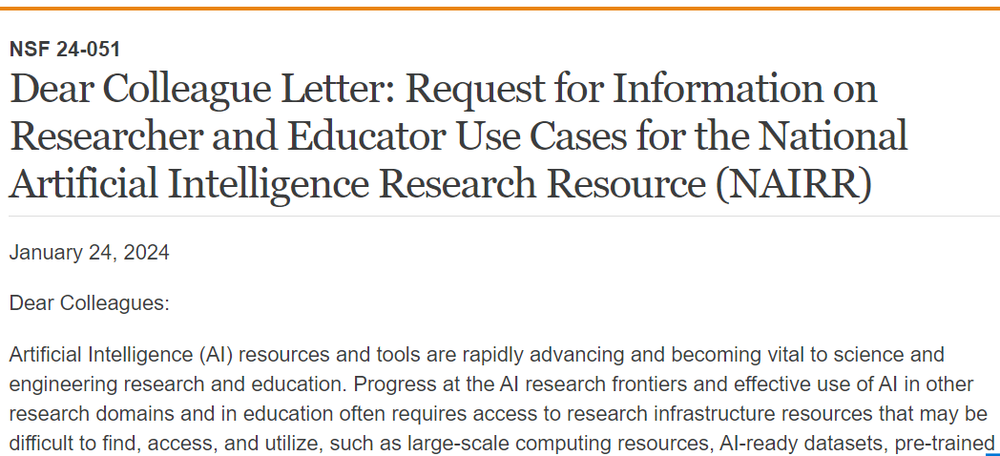 NSF 24-051
Dear Colleague Letter: Request for Information on
Researcher and Educator Use Cases for the National
Artificial Intelligence Research Resource (NAIRR)
January 24, 2024
Dear Colleagues:
Artificial Intelligence (AI) resources and tools are rapidly advancing and becoming vital to science and
engineering research and education. Progress at the AI research frontiers and effective use of AI in other
research domains and in education often requires access to research infrastructure resources that may be
difficult to find, access, and utilize, such as large-scale computing resources, AI-ready datasets, pre-trained